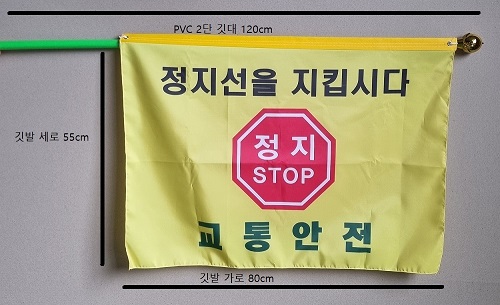 PVC 2단 깃대 120cm
정지선을 지킵시다
깃발 세로 55cm
정지
STOP
교통안전
깃발 가로 80cm